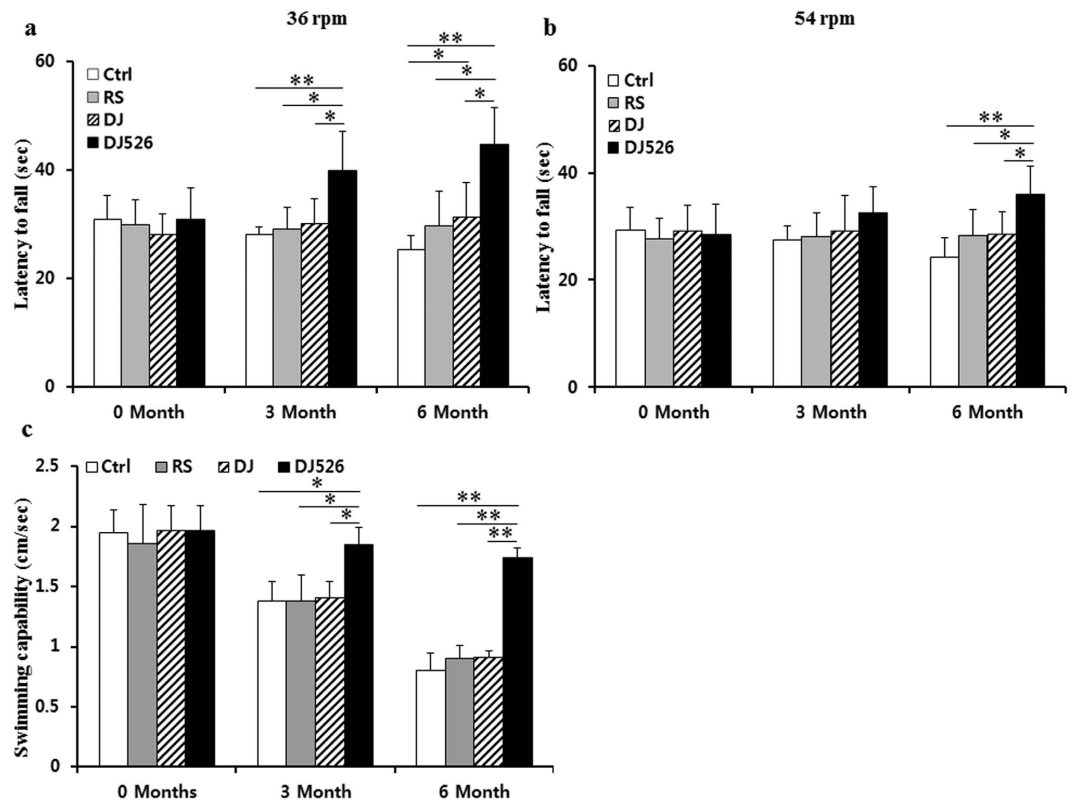 a
36 rpm
Latency to fall (sec)
60
40
20
0
Ctrl
RS
DJ
DJ526
**
*
*
**
*
*
*
0 Month
3 Month
6 Month
b
54 rpm
Latency to fall (sec)
60
40
20
0
Ctrl
RS
DJ
DJ526
**
*
*
0 Month
3 Month
6 Month
c
Swimming capability (cm/sec)
2.5
2
1.5
1
0.5
0
Ctrl RS DJ DJ526
*
*
*
**
**
**
0 Months
3 Month
6 Month